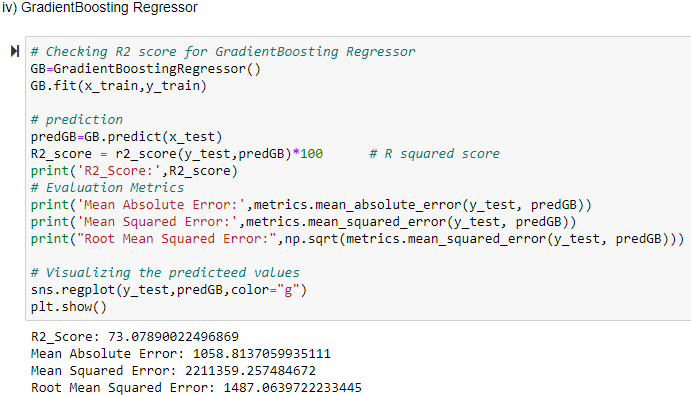 iv) GradientBoosting Regressor
# Checking R2 score for GradientBoosting Regressor
GB=GradientBoostingRegressor()
GB.fit(x_train,y_train)
# prediction
predGB=GB.predict(x_test)
R2_score = r2_score(y_test,predGB)*100      # R squared score
print('R2_Score:',R2_score)
# Evaluation Metrics
print('Mean Absolute Error:',metrics.mean_absolute_error(y_test, predGB))
print('Mean Squared Error:',metrics.mean_squared_error(y_test, predGB))
print("Root Mean Squared Error:",np.sqrt(metrics.mean_squared_error(y_test, predGB)))
# Visualizing the predicteed values
sns.regplot(y_test,predGB,color="g")
plt.show()
R2_Score: 73.07890022496869
Mean Absolute Error: 1058.8137059935111
Mean Squared Error: 2211359.257484672
Root Mean Squared Error: 1487.0639722233445